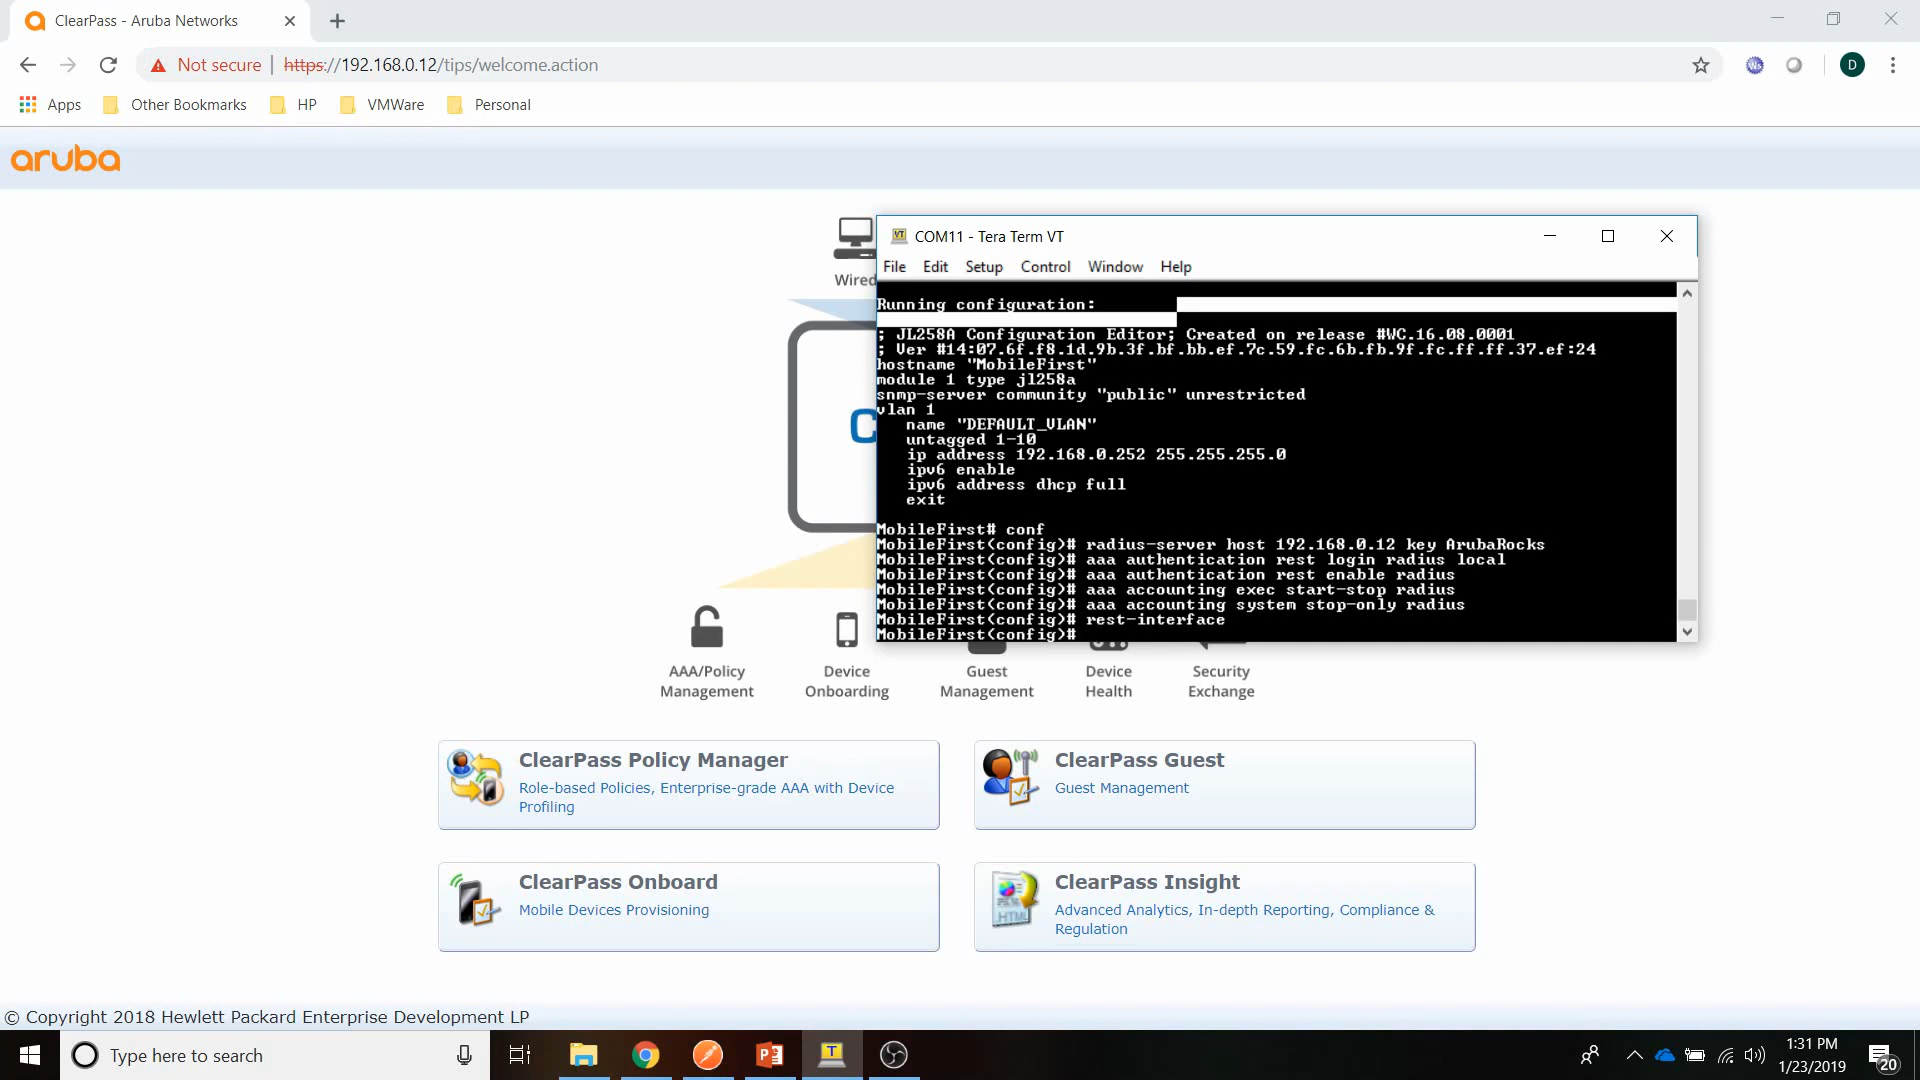 ClearPass - Aruba Networks
Not secure | https://192.168.0.12/tips/welcome.action
D
Apps Other Bookmarks HP VMWare Personal
aruba
Wired
C
COM11 - Tera Term VT
File Edit Setup Control Window Help
Running configuration:
; JL258A Configuration Editor; Created on release #WC.16.08.0001
; Ver #14:07.6f.f8.1d.9b.3f.bf.bb.ef.7c.59.fc.6b.fb.9f.fc.ff.ff.37.ef:24
hostname "MobileFirst"
module 1 type jl258a
snmp-server community "public" unrestricted
vlan 1
name "DEFAULT_VLAN"
untagged 1-10
ip address 192.168.0.252 255.255.255.0
ipv6 enable
ipv6 address dhcp full
exit
MobileFirst# conf
MobileFirst(config)# radius-server host 192.168.0.12 key ArubaRocks
MobileFirst(config)# aaa authentication rest login radius local
MobileFirst(config)# aaa authentication rest enable radius
MobileFirst(config)# aaa accounting exec start-stop radius
MobileFirst(config)# aaa accounting system stop-only radius
MobileFirst(config)# rest-interface
MobileFirst(config)#
AAA/Policy Management
Device Onboarding
Guest Management
Device Health
Security Exchange
ClearPass Policy Manager
Role-based Policies, Enterprise-grade AAA with Device
Profiling
ClearPass Guest
Guest Management
ClearPass Onboard
Mobile Devices Provisioning
ClearPass Insight
Advanced Analytics, In-depth Reporting, Compliance &
Regulation
© Copyright 2018 Hewlett Packard Enterprise Development LP
Type here to search
1:31 PM
1/23/2019
20